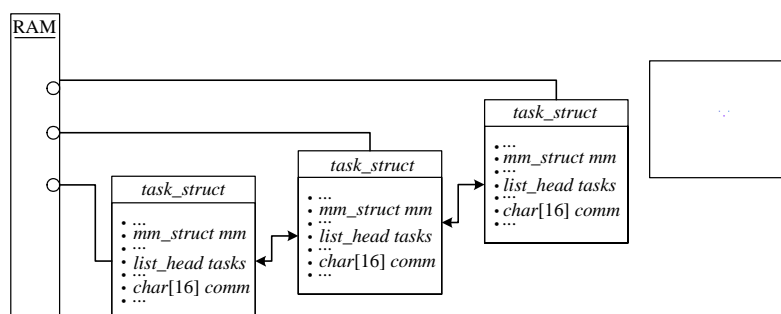 RAM
task_struct
...
mm_struct mm
...
list_head tasks
...
char[16] comm
...
task_struct
...
mm_struct mm
...
list_head tasks
...
char[16] comm
...
task_struct
...
mm_struct mm
...
list_head tasks
...
char[16] comm
...